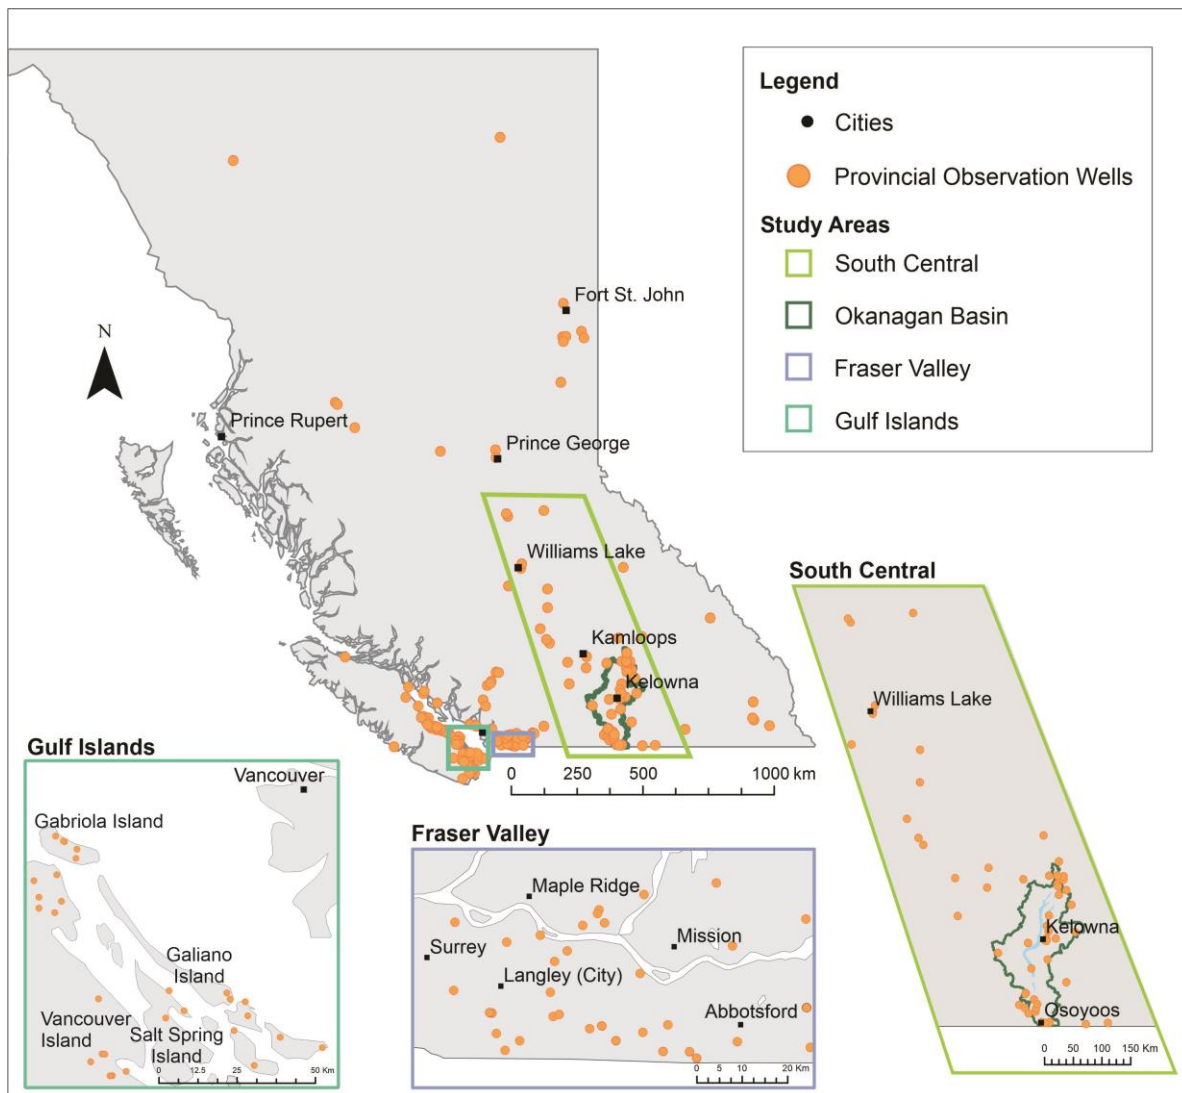 Legend
Cities
Provincial Observation Wells
Study Areas
South Central
Okanagan Basin
Fraser Valley
Gulf Islands
N
Fort St. John
Prince Rupert
Prince George
Williams Lake
Kamloops
Kelowna
0 250 500 1000 km
South Central
Williams Lake
Kelowna
Osoyoos
0 50 100 150 Km
Gulf Islands
Vancouver
Gabriola Island
Galiano
Island
Vancouver
Island
Salt Spring
Island
0 12.5 25 50 Km
Fraser Valley
Maple Ridge
Surrey
Mission
Langley (City)
Abbotsford
0 5 10 20 Km